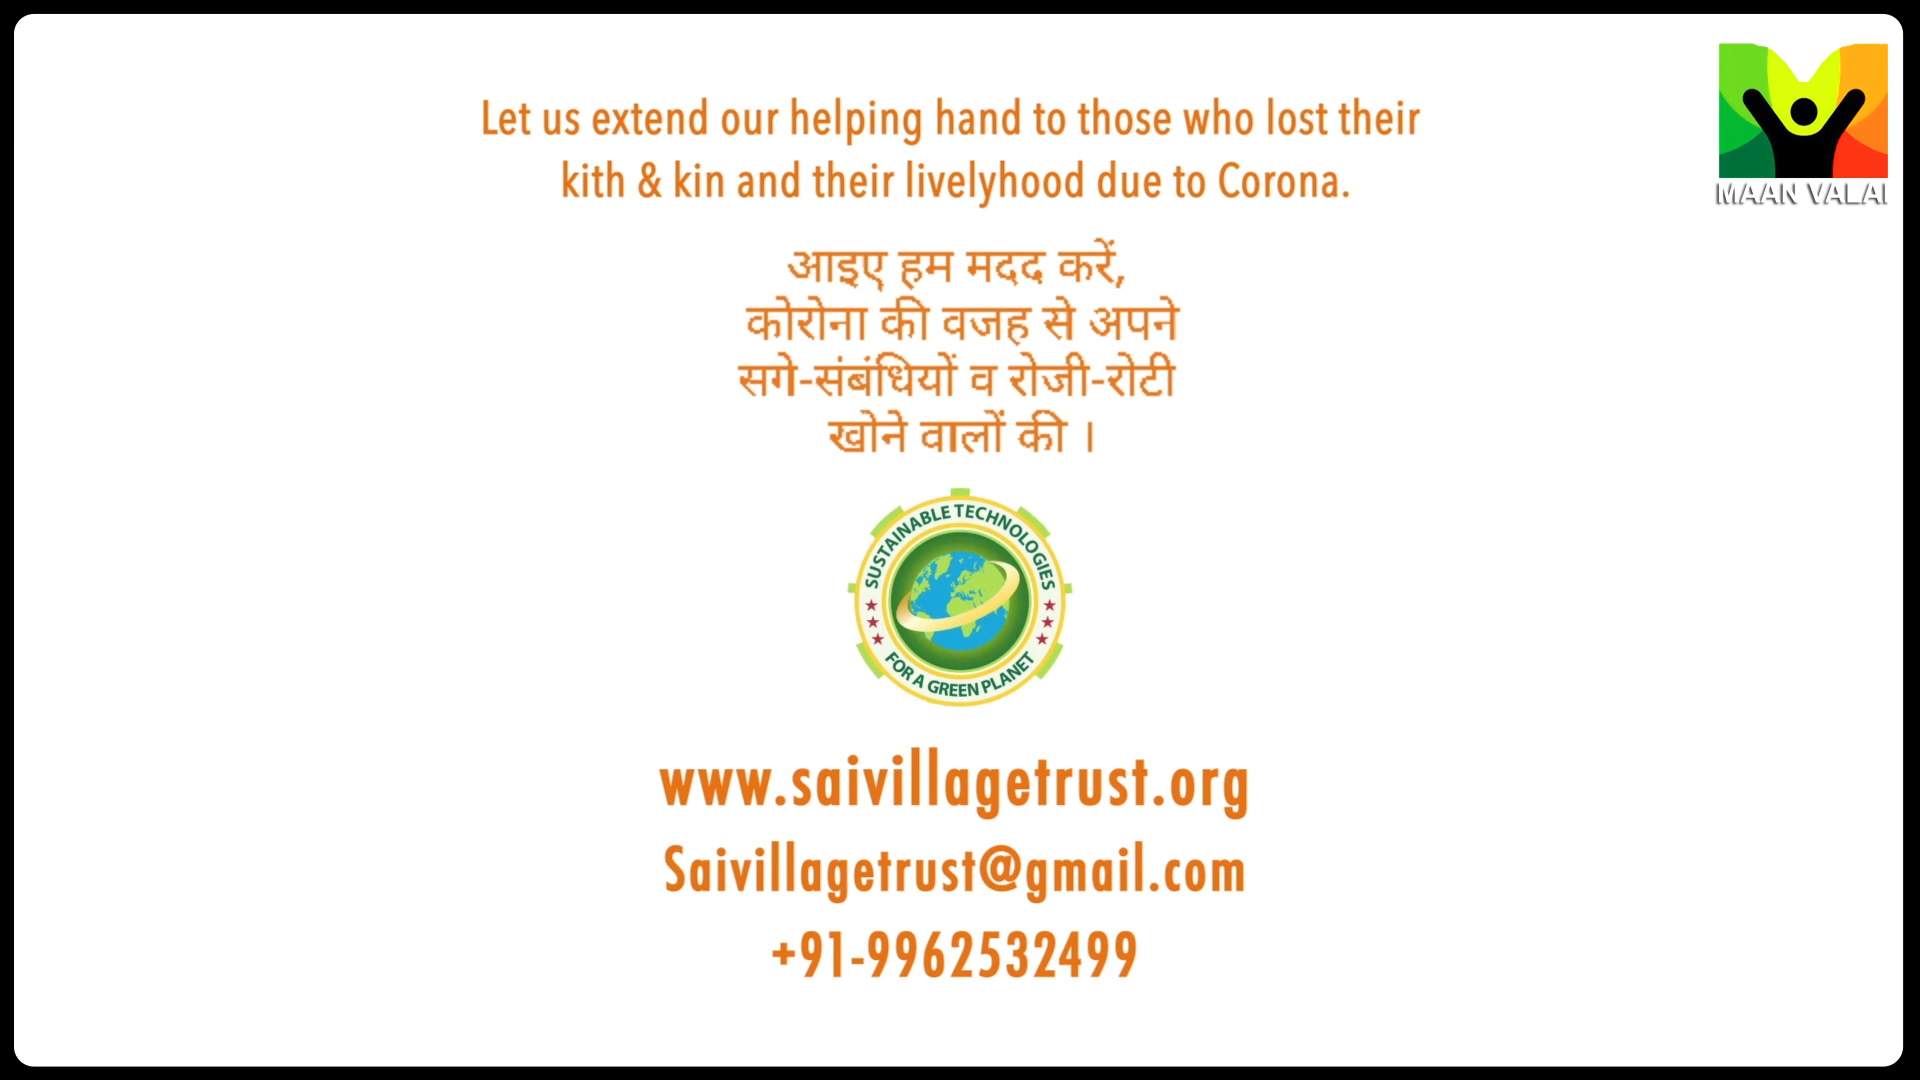 Let us extend our helping hand to those who lost their
kith & kin and their livelyhood due to Corona.
MAAN VALAI
आइए हम मदद करें,
कोरोना की वजह से अपने
सगे-संबंधियों व रोजी-रोटी
खोने वालों की ।
SUSTAINABLE TECHNOLOGIES
FOR A GREEN PLANET
www.saivillagetrust.org
Saivillagetrust@gmail.com
+91-9962532499